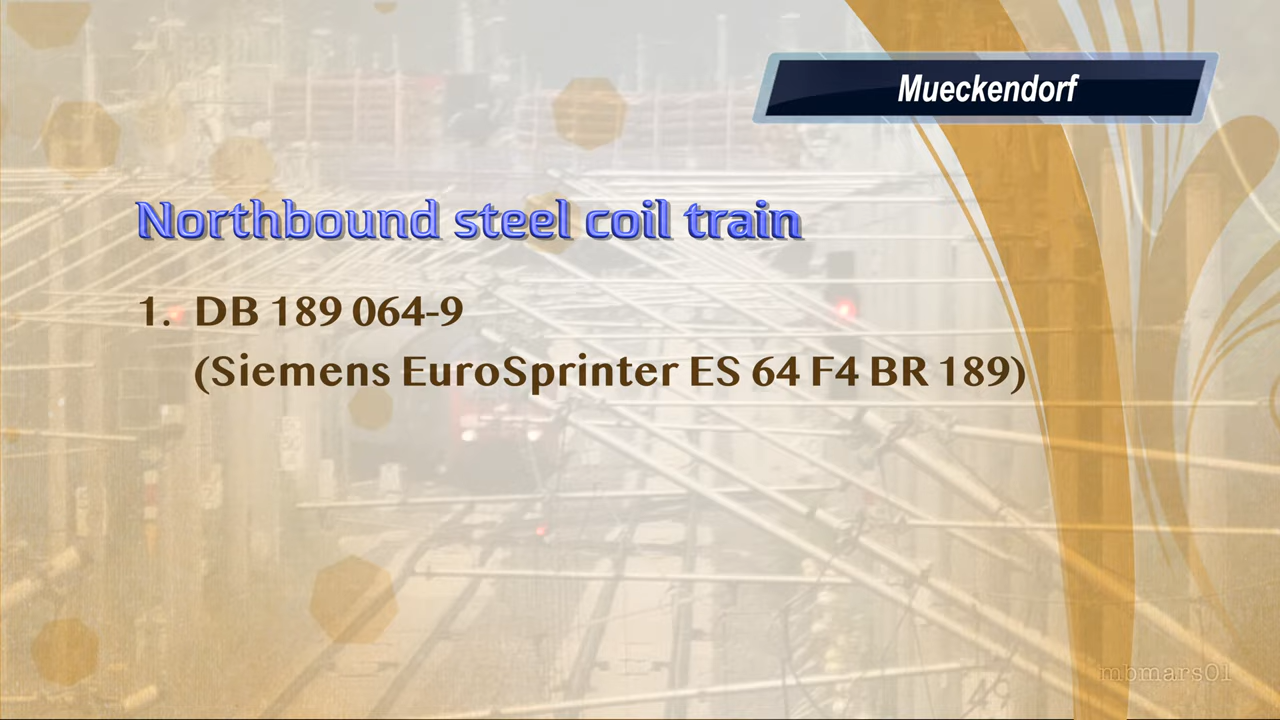 Mueckendorf
Northbound steel coil train
1. DB 189 064-9
(Siemens EuroSprinter ES 64 F4 BR 189)
mbmars01